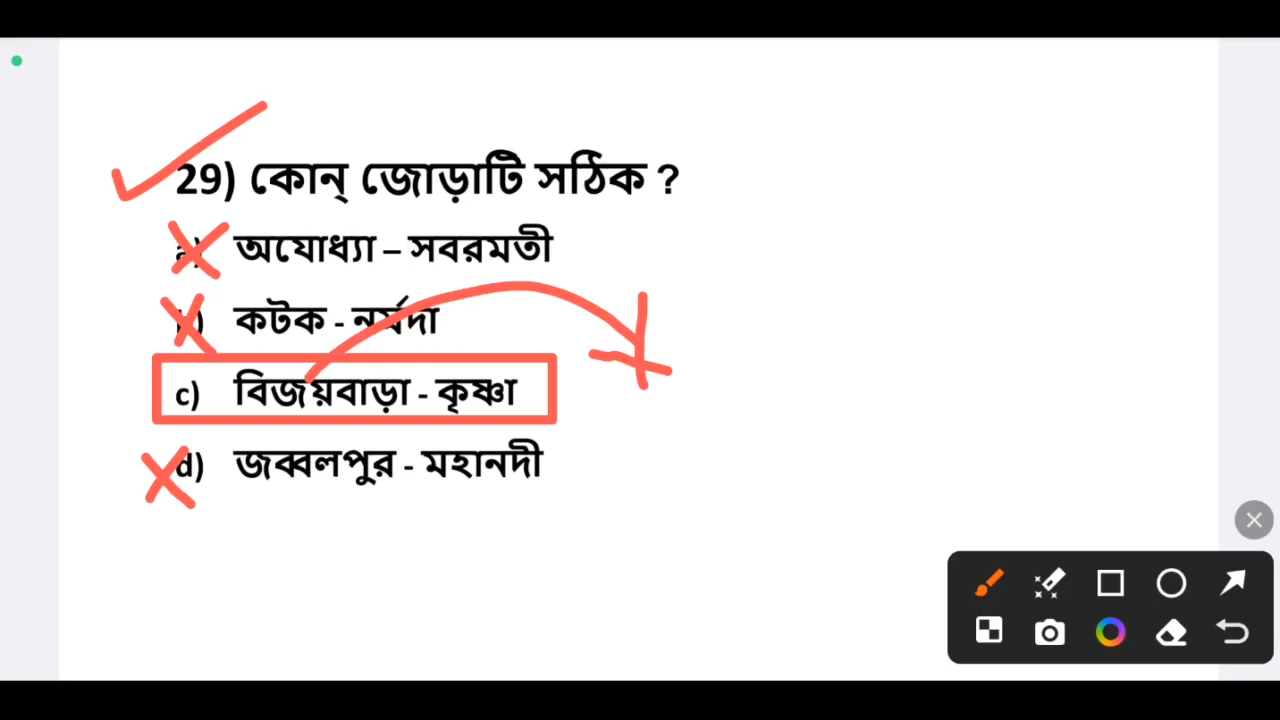 29) কোন্ জোড়াটি সঠিক ?
a) অযোধ্যা – সবরমতী
b) কটক - নর্মদা
c) বিজয়বাড়া - কৃষ্ণা
d) জব্বলপুর - মহানদী